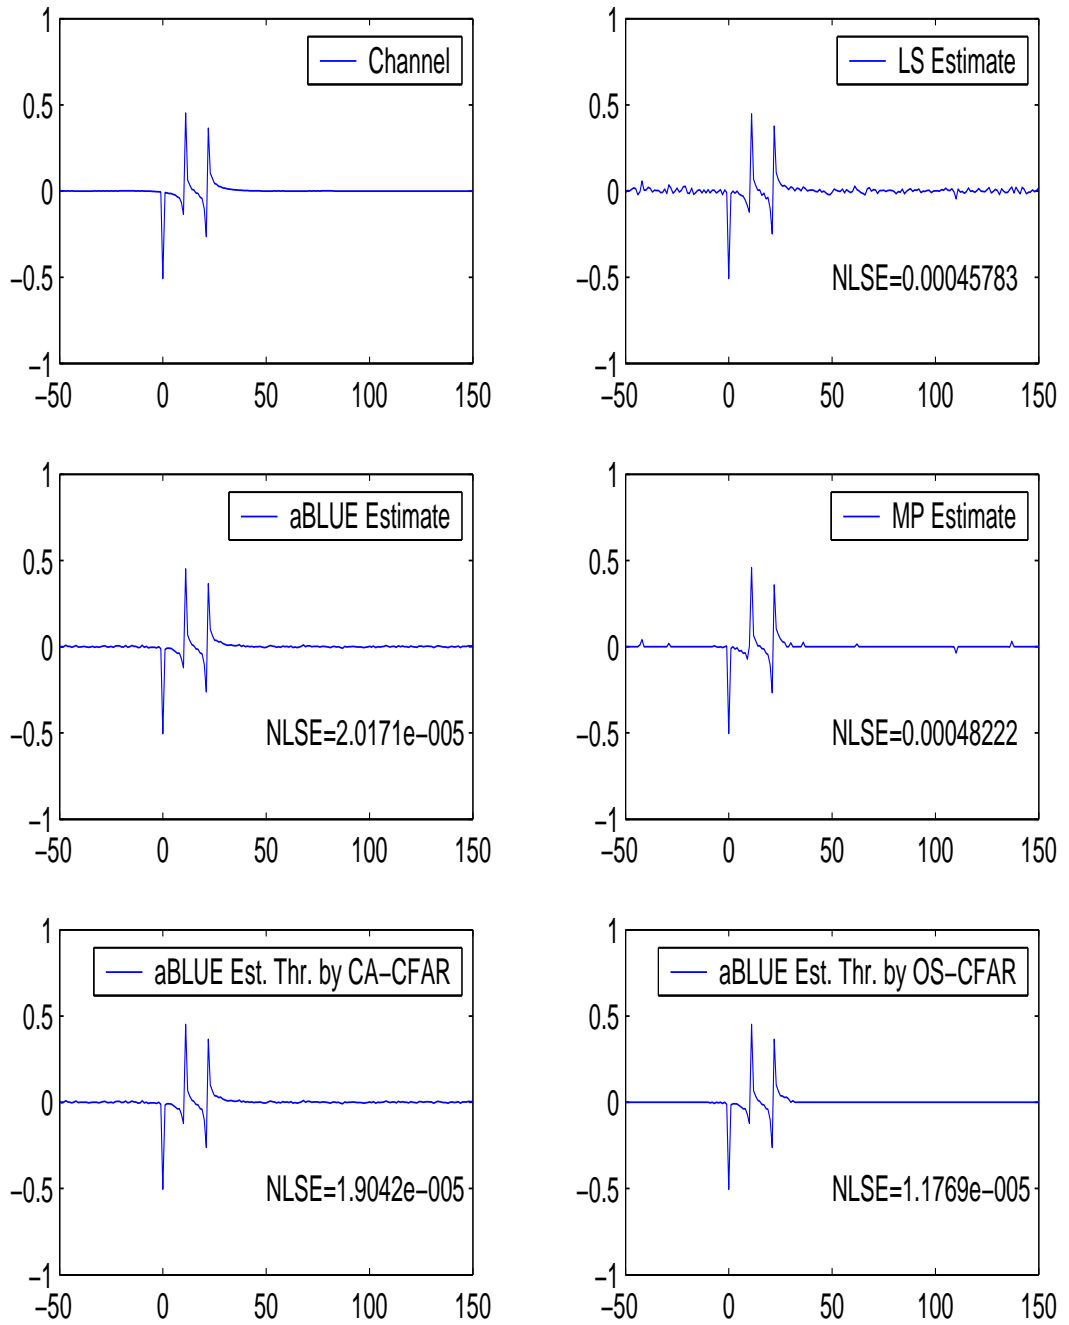 1
0.5
0
−0.5
−1
−50 0 50 100 150
Channel
1
0.5
0
−0.5
−1
−50 0 50 100 150
LS Estimate
NLSE=0.00045783
1
0.5
0
−0.5
−1
−50 0 50 100 150
aBLUE Estimate
NLSE=2.0171e−005
1
0.5
0
−0.5
−1
−50 0 50 100 150
MP Estimate
NLSE=0.00048222
1
0.5
0
−0.5
−1
−50 0 50 100 150
aBLUE Est. Thr. by CA−CFAR
NLSE=1.9042e−005
1
0.5
0
−0.5
−1
−50 0 50 100 150
aBLUE Est. Thr. by OS−CFAR
NLSE=1.1769e−005